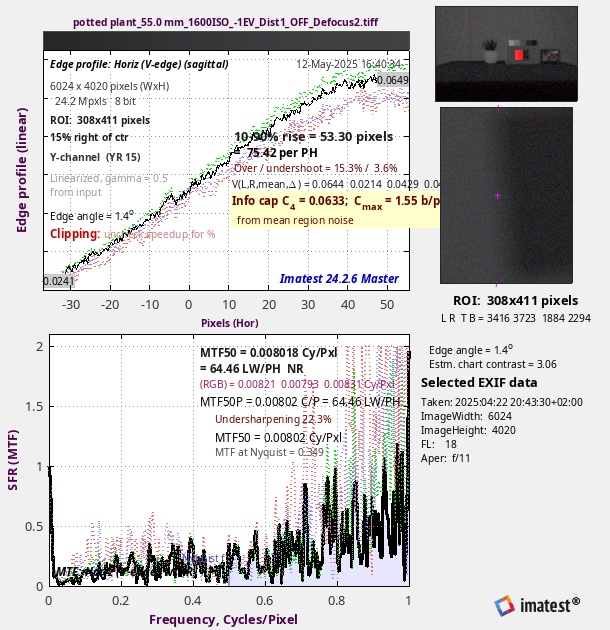 potted plant_55.0 mm_1600ISO_-1EV_Dist1_OFF_Defocus2.tiff
Edge profile: Horiz (V-edge) (sagittal)
12-May-2025 16:40:34
0.0649
6024 x 4020 pixels (WxH)
24.2 Mpxls 8 bit
ROI: 308x411 pixels
15% right of ctr
Y-channel (YR 15)
Linearized, gamma = 0.5
from input
Edge angle = 1.4°
Clipping: speedup for %
10-90% rise = 53.30 pixels
= 75.42 per PH
Over / undershoot = 15.3% / 3.6%
V(L,R,mean,Δ) = 0.0644 0.0214 0.0429 0.04
Info cap C4 = 0.0633; Cmax = 1.55 b/p
from mean region noise
0.0241
Imatest 24.2.6 Master
Edge profile (linear)
-30 -20 -10 0 10 20 30 40 50
Pixels (Hor)
ROI: 308x411 pixels
L R T B = 3416 3723 1884 2294
Edge angle = 1.4°
Estm. chart contrast = 3.06
Selected EXIF data
Taken: 2025:04:22 20:43:30+02:00
ImageWidth: 6024
ImageHeight: 4020
FL: 18
Aper: f/11
MTF50 = 0.008018 Cy/Pxl
= 64.46 LW/PH NR
(RGB) = 0.00821 0.00793 0.00831 Cy/Pxl
MTF50P = 0.00802 C/P = 64.46 LW/PH
Undersharpening 22.3%
MTF50 = 0.00802 Cy/Pxl
MTF at Nyquist = 0.349
SFR (MTF)
2
1.5
1
0.5
0
0 0.2 0.4 0.6 0.8 1
Frequency, Cycles/Pixel
imatest®